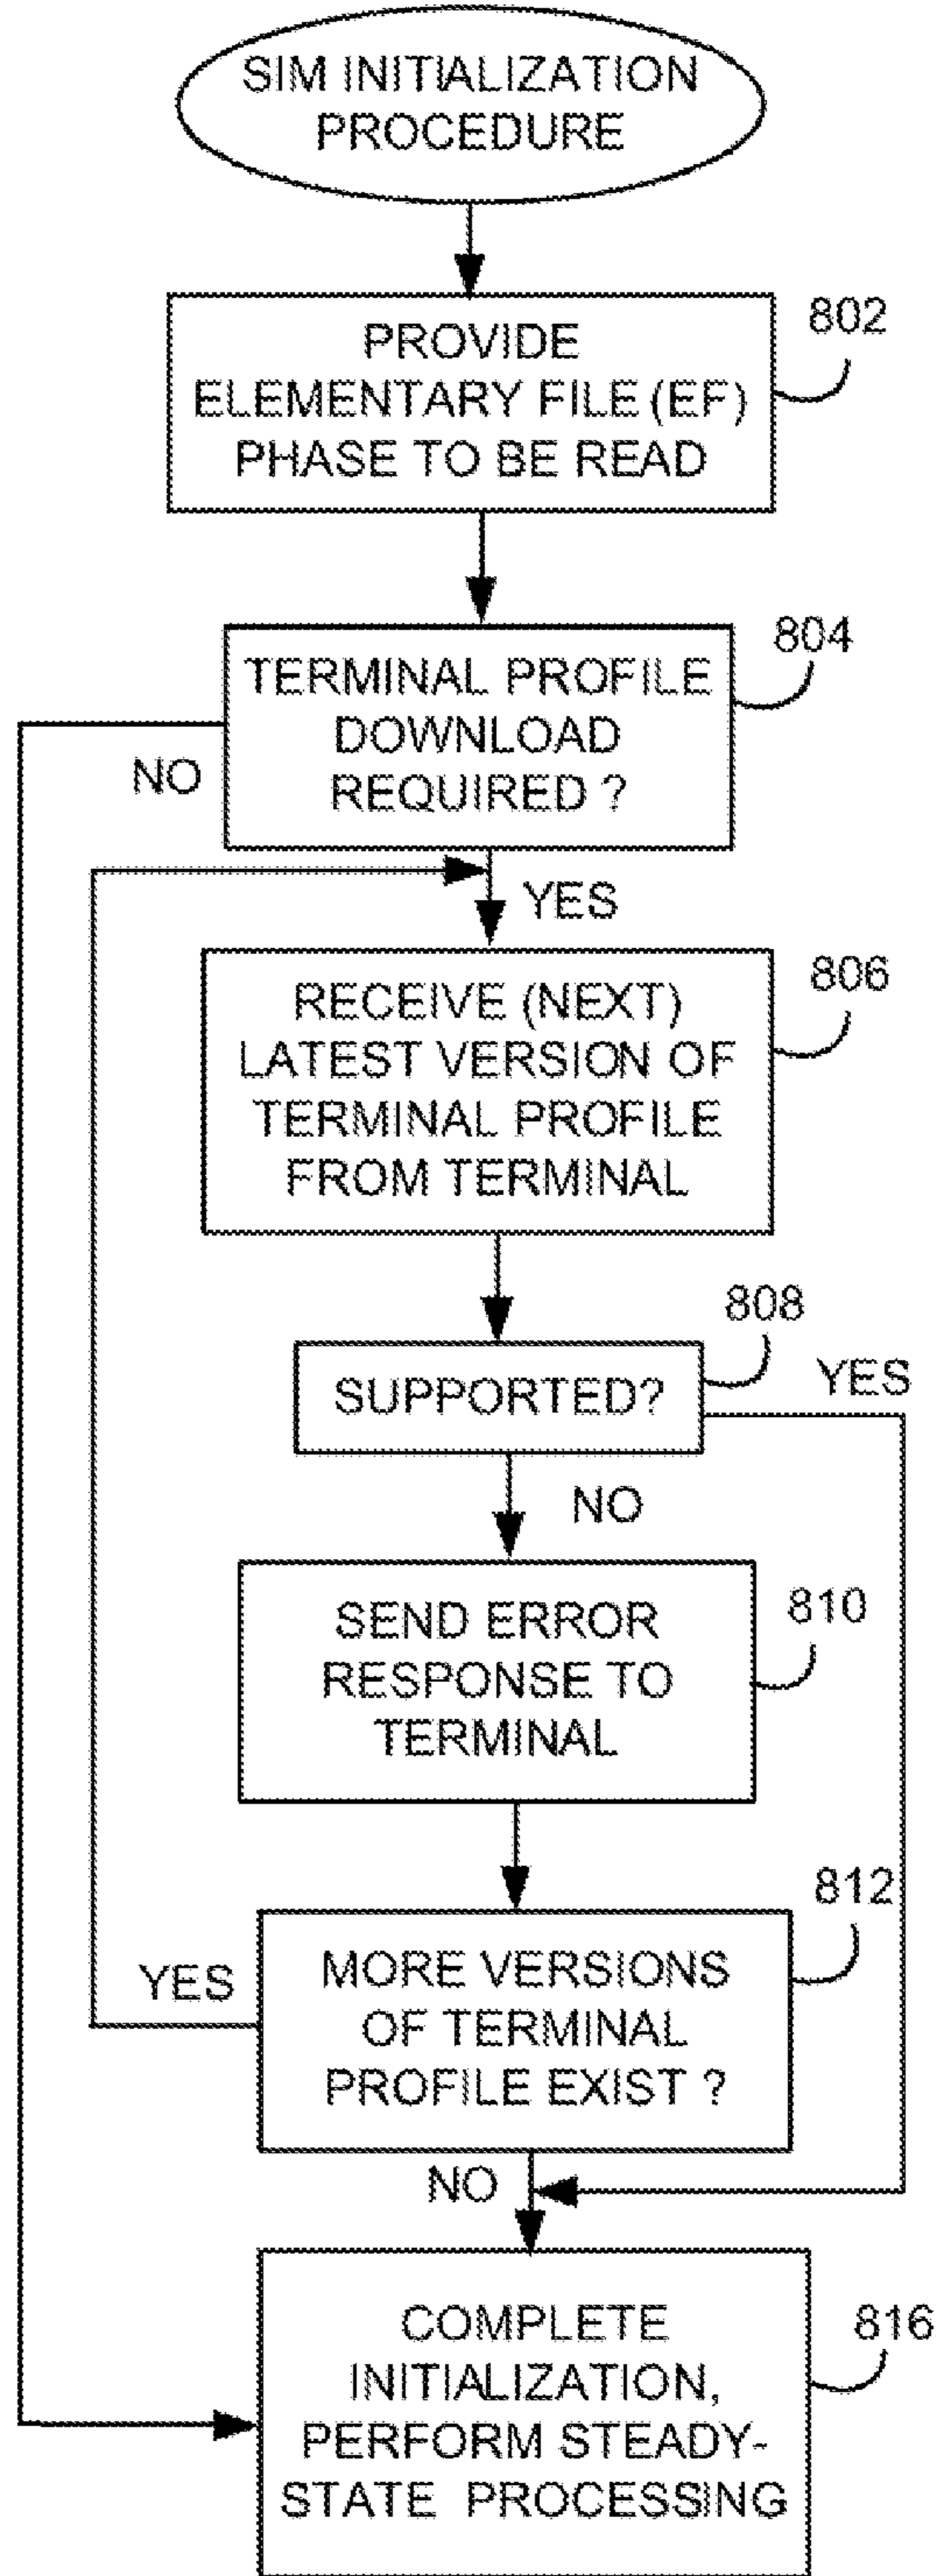 SIM INITIALIZATION
PROCEDURE
PROVIDE
ELEMENTARY FILE (EF)
PHASE TO BE READ
802
TERMINAL PROFILE
DOWNLOAD
REQUIRED ?
804
NO
YES
RECEIVE (NEXT)
LATEST VERSION OF
TERMINAL PROFILE
FROM TERMINAL
806
SUPPORTED?
808
YES
NO
SEND ERROR
RESPONSE TO
TERMINAL
810
MORE VERSIONS
OF TERMINAL
PROFILE EXIST ?
812
YES
NO
COMPLETE
INITIALIZATION,
PERFORM STEADY-
STATE PROCESSING
816